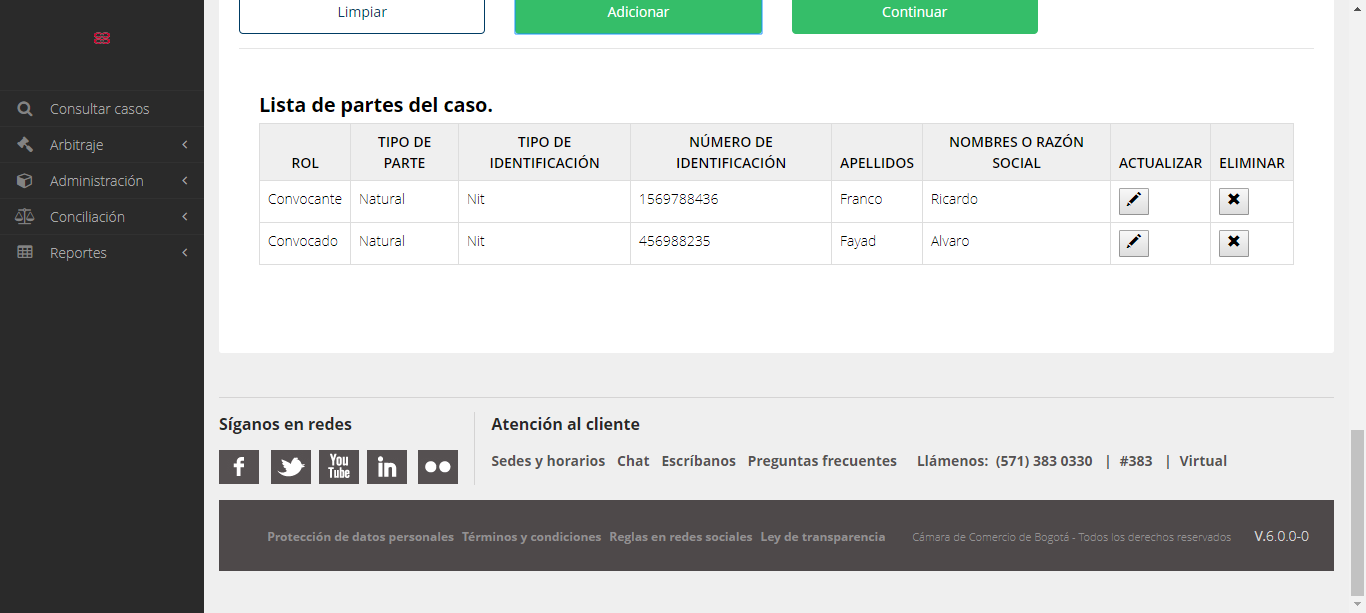 Limpiar
Adicionar
Continuar
Consultar casos
Arbitraje
Administración
Conciliación
Reportes
Lista de partes del caso.
ROL TIPO DE PARTE TIPO DE IDENTIFICACIÓN NÚMERO DE IDENTIFICACIÓN APELLIDOS NOMBRES O RAZÓN SOCIAL ACTUALIZAR ELIMINAR
Convocante Natural Nit 1569788436 Franco Ricardo
Convocado Natural Nit 456988235 Fayad Alvaro
Síganos en redes
f You Tube in
Atención al cliente
Sedes y horarios Chat Escríbanos Preguntas frecuentes Llámenos: (571) 383 0330 | #383 | Virtual
Protección de datos personales Términos y condiciones Reglas en redes sociales Ley de transparencia Cámara de Comercio de Bogotá - Todos los derechos reservados V.6.0.0-0